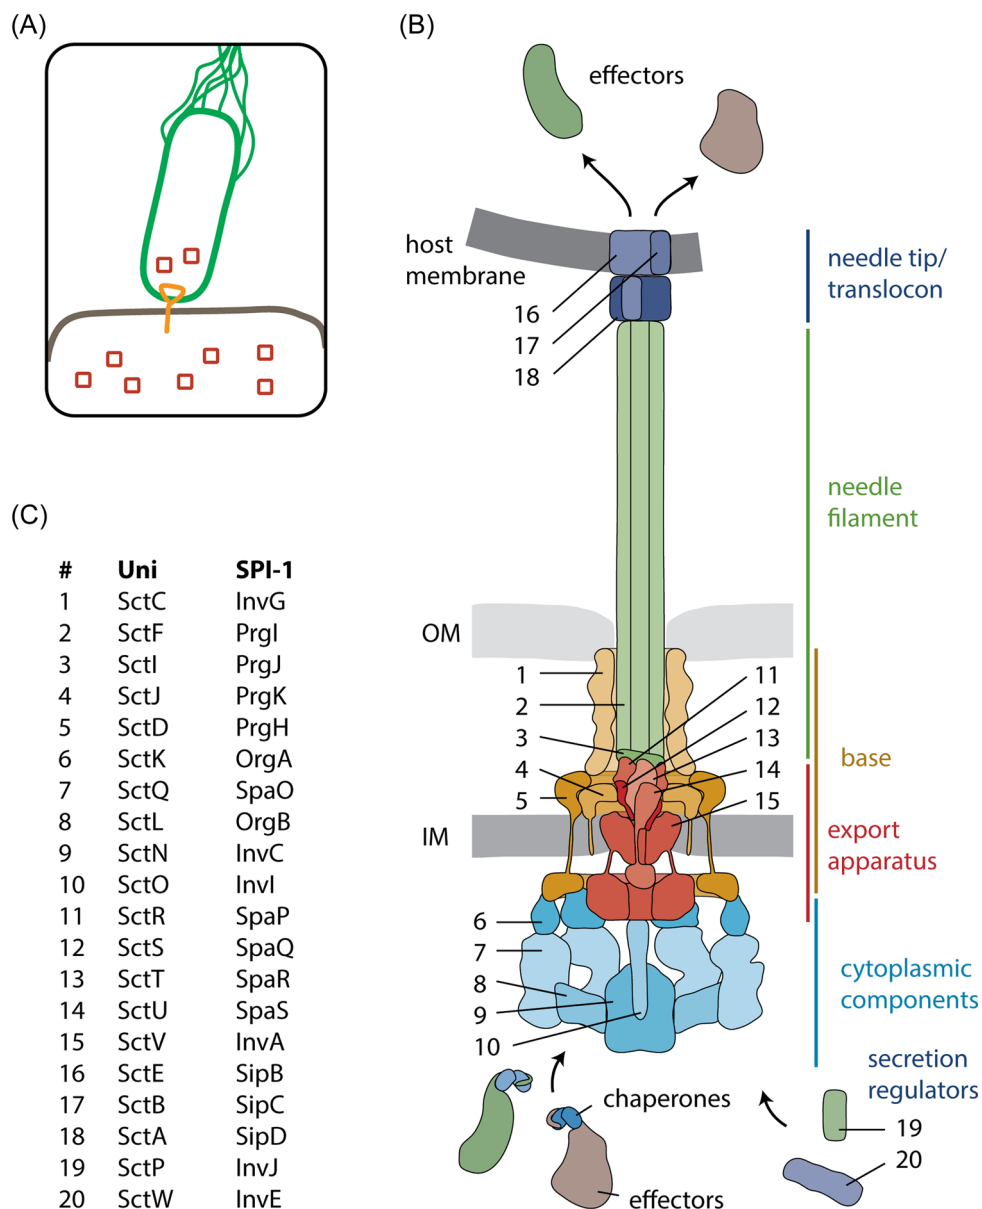 (A)
(B)
effectors
host
membrane
16
17
18
needle tip/
translocon
needle
filament
OM
1
2
3
4
5
11
12
13
14
15
IM
base
export
apparatus
6
7
8
9
10
cytoplasmic
components
secretion
regulators
chaperones
effectors
19
20
(C)
# Uni SPI-1
1 SctC InvG
2 SctF PrgI
3 SctI PrgJ
4 SctJ PrgK
5 SctD PrgH
6 SctK OrgA
7 SctQ SpaO
8 SctL OrgB
9 SctN InvC
10 SctO InvI
11 SctR SpaP
12 SctS SpaQ
13 SctT SpaR
14 SctU SpaS
15 SctV InvA
16 SctE SipB
17 SctB SipC
18 SctA SipD
19 SctP InvJ
20 SctW InvE